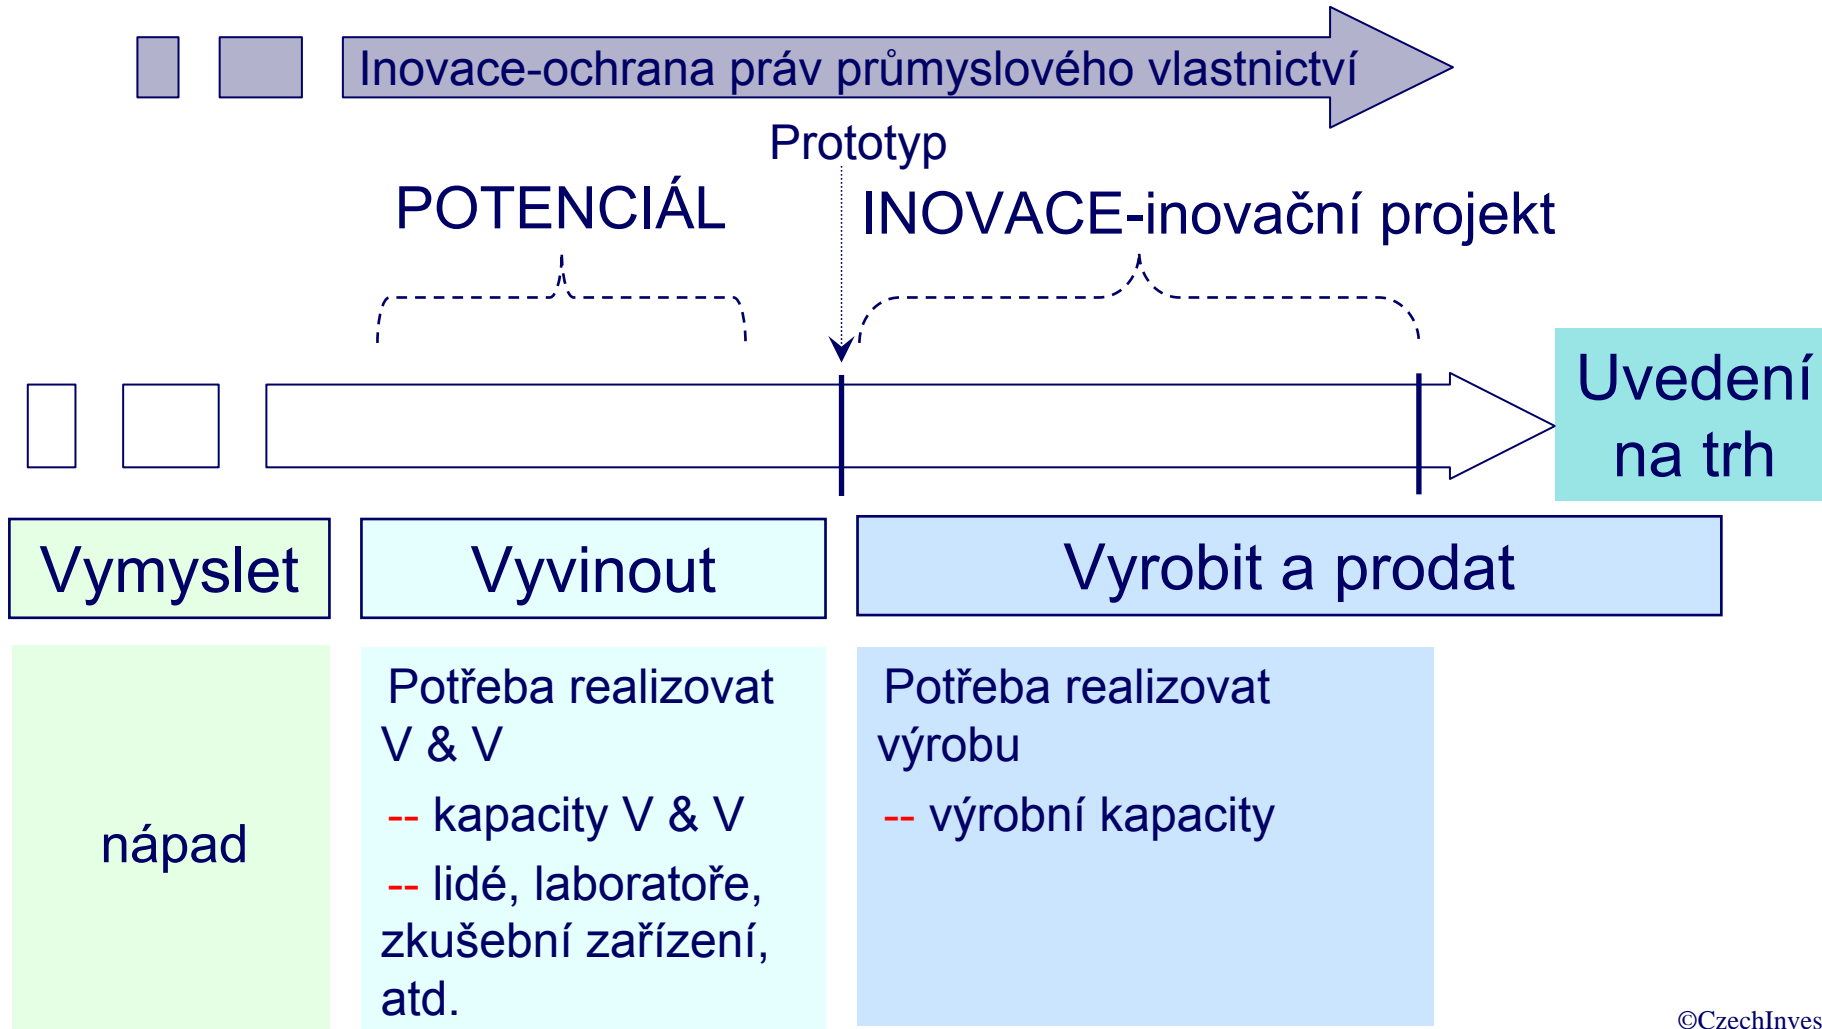 Inovace-ochrana práv průmyslového vlastnictví
Prototyp
POTENCIÁL
INOVACE-inovační projekt
Uvedení
na trh
Vymyslet
Vyvinout
Vyrobit a prodat
nápad
Potřeba realizovat
V & V
-- kapacity V & V
-- lidé, laboratoře,
zkušební zařízení,
atd.
Potřeba realizovat
výrobu
-- výrobní kapacity
©CzechInves